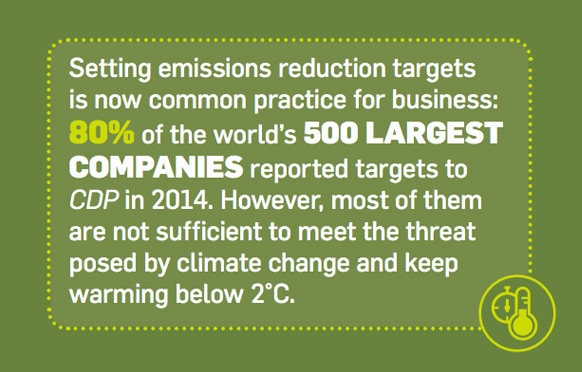 Setting emissions reduction targets
is now common practice for business:
80% of the world’s 500 LARGEST
COMPANIES reported targets to
CDP in 2014. However, most of them
are not sufficient to meet the threat
posed by climate change and keep
warming below 2°C.